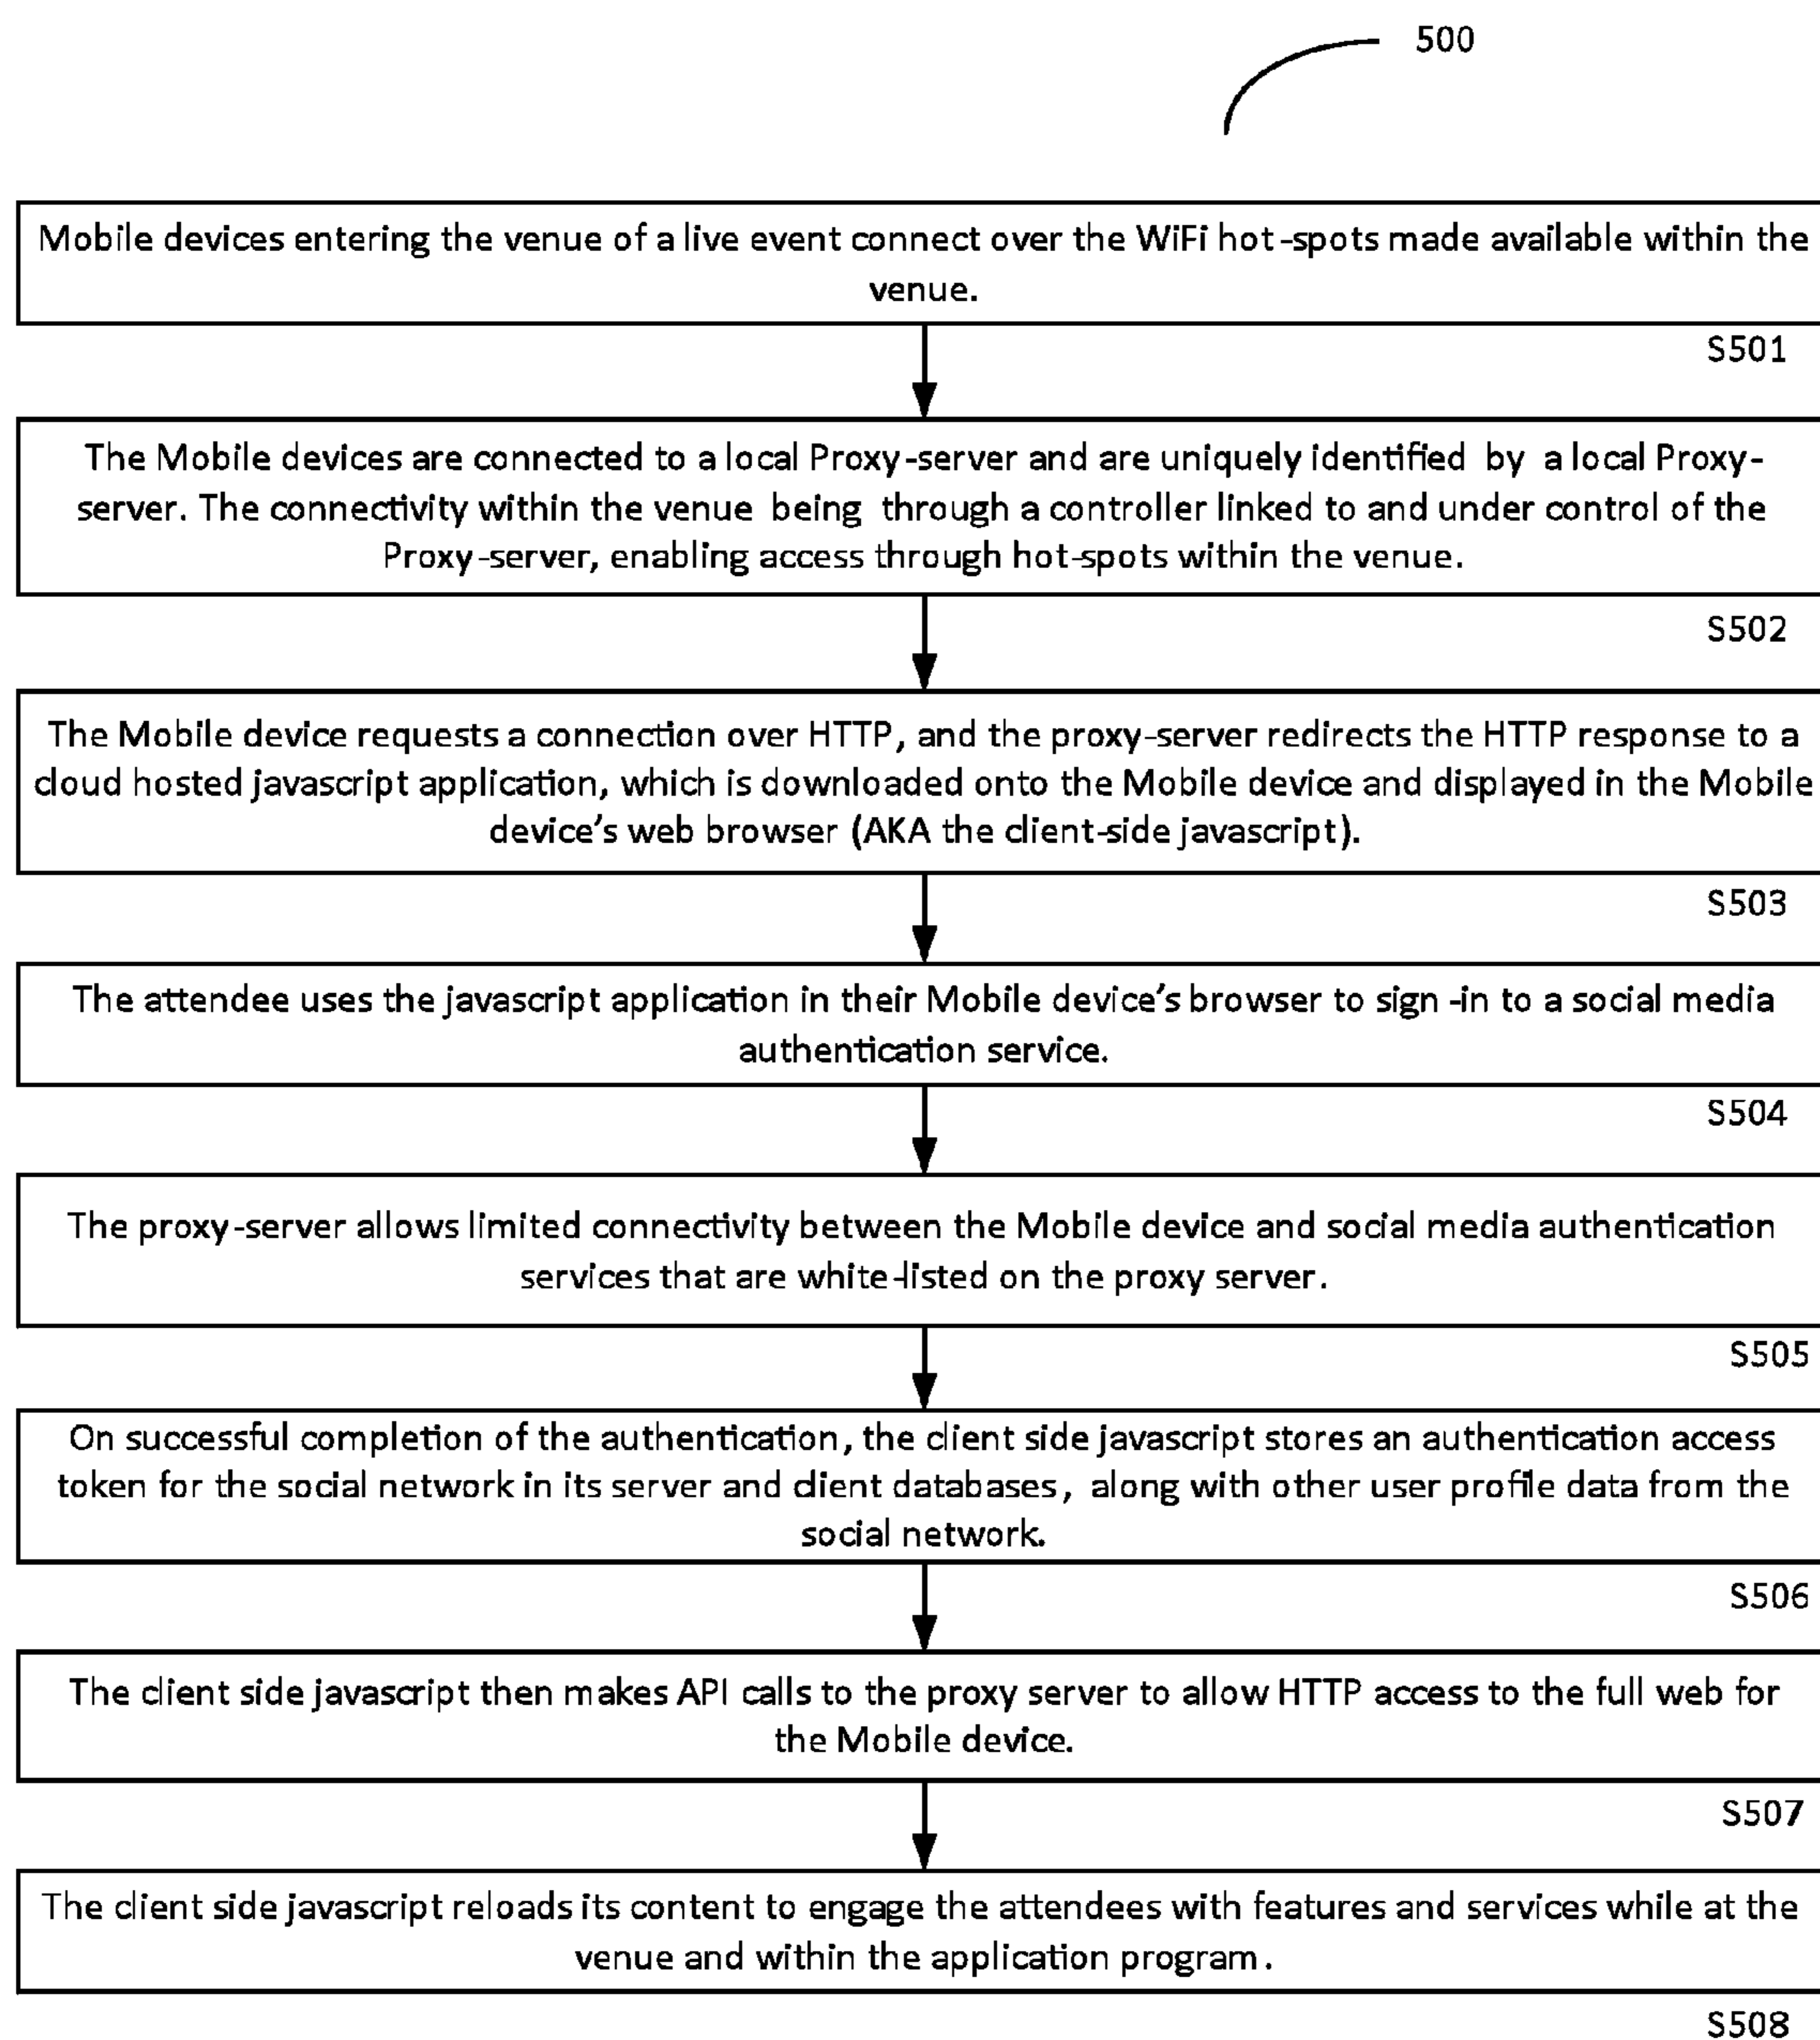 500
Mobile devices entering the venue of a live event connect over the WiFi hot-spots made available within the
venue.
S501
The Mobile devices are connected to a local Proxy-server and are uniquely identified by a local Proxy-
server. The connectivity within the venue being through a controller linked to and under control of the
Proxy-server, enabling access through hot-spots within the venue.
S502
The Mobile device requests a connection over HTTP, and the proxy-server redirects the HTTP response to a
cloud hosted javascript application, which is downloaded onto the Mobile device and displayed in the Mobile
device's web browser (AKA the client-side javascript).
S503
The attendee uses the javascript application in their Mobile device's browser to sign-in to a social media
authentication service.
S504
The proxy-server allows limited connectivity between the Mobile device and social media authentication
services that are white-listed on the proxy server.
S505
On successful completion of the authentication, the client side javascript stores an authentication access
token for the social network in its server and client databases, along with other user profile data from the
social network.
S506
The client side javascript then makes API calls to the proxy server to allow HTTP access to the full web for
the Mobile device.
S507
The client side javascript reloads its content to engage the attendees with features and services while at the
venue and within the application program.
S508